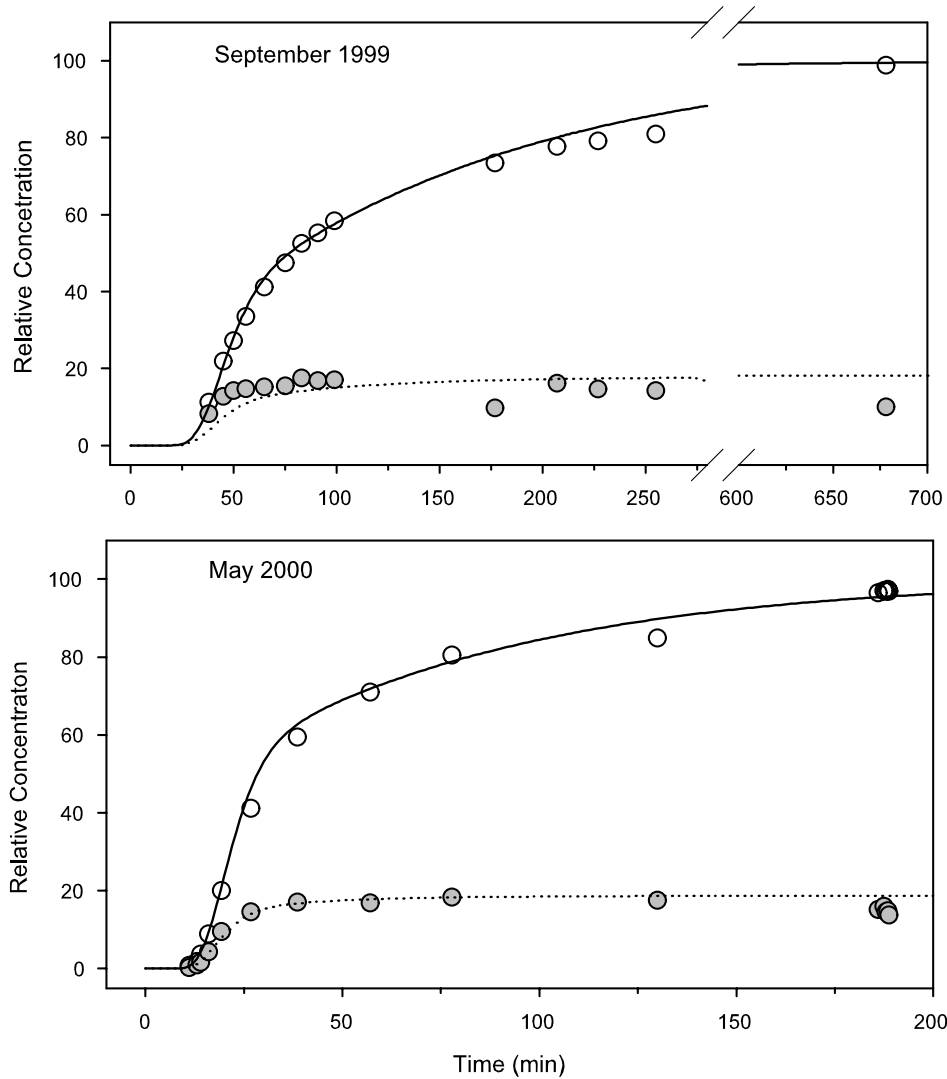 September 1999
Relative Concetration
100
80
60
40
20
0
0 50 100 150 200 250 600 650 700
May 2000
Relative Concentraton
100
80
60
40
20
0
0 50 100 150 200
Time (min)